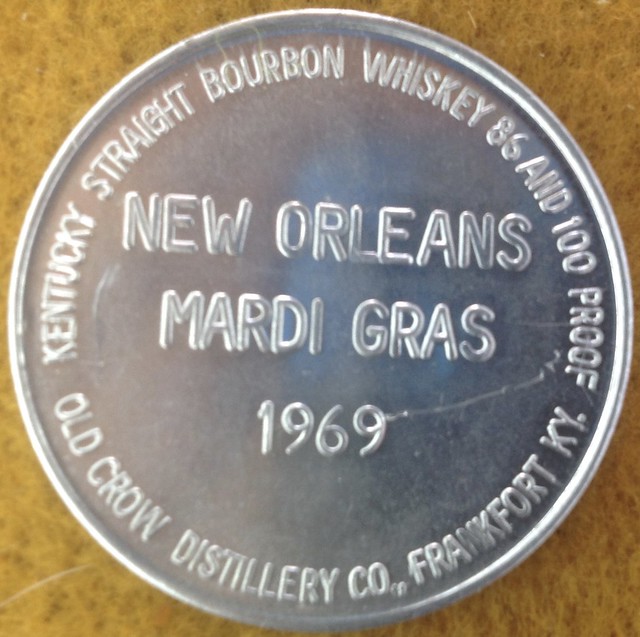 KENTUCKY STRAIGHT BOURBON WHISKEY 86 AND 100 PROOF
NEW ORLEANS
MARDI GRAS
1969
OLD CROW DISTILLERY CO., FRANKFORT KY.